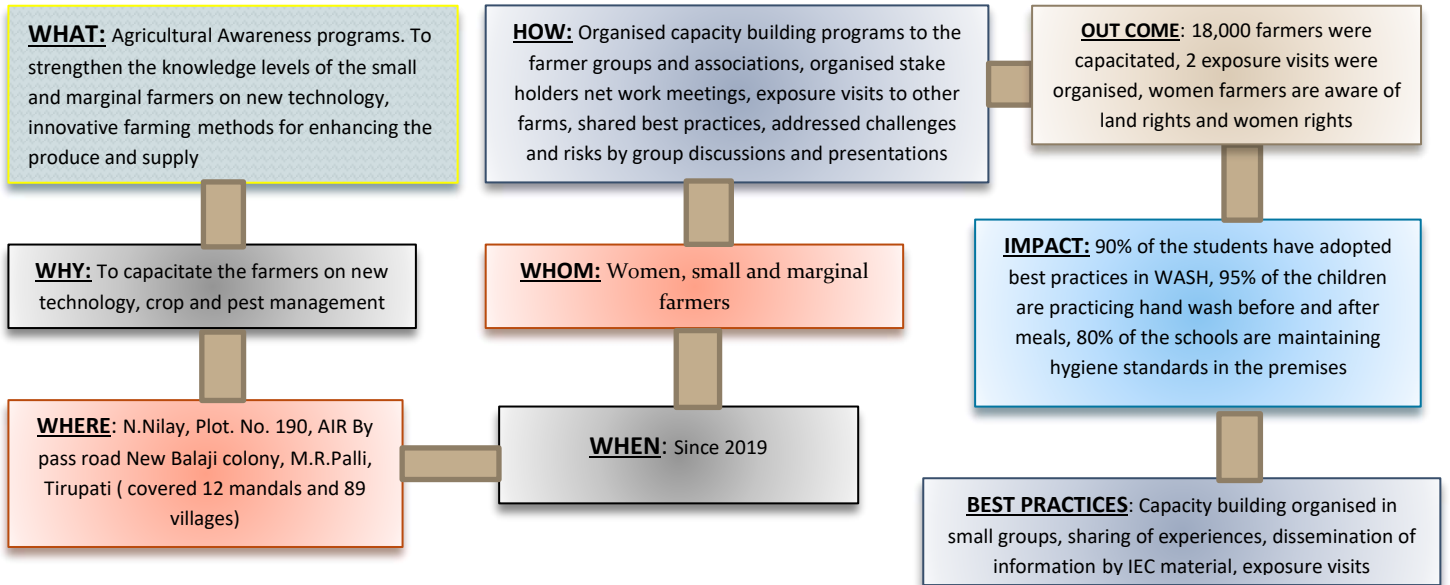 WHAT: Agricultural Awareness programs. To
strengthen the knowledge levels of the small
and marginal farmers on new technology,
innovative farming methods for enhancing the
produce and supply
WHY: To capacitate the farmers on new
technology, crop and pest management
WHERE: N.Nilay, Plot. No. 190, AIR By
pass road New Balaji colony, M.R.Palli,
Tirupati ( covered 12 mandals and 89
villages)
WHEN: Since 2019
WHOM: Women, small and marginal
farmers
HOW: Organised capacity building programs to the
farmer groups and associations, organised stake
holders net work meetings, exposure visits to other
farms, shared best practices, addressed challenges
and risks by group discussions and presentations
OUT COME: 18,000 farmers were
capacitated, 2 exposure visits were
organised, women farmers are aware of
land rights and women rights
IMPACT: 90% of the students have adopted
best practices in WASH, 95% of the children
are practicing hand wash before and after
meals, 80% of the schools are maintaining
hygiene standards in the premises
BEST PRACTICES: Capacity building organised in
small groups, sharing of experiences, dissemination of
information by IEC material, exposure visits